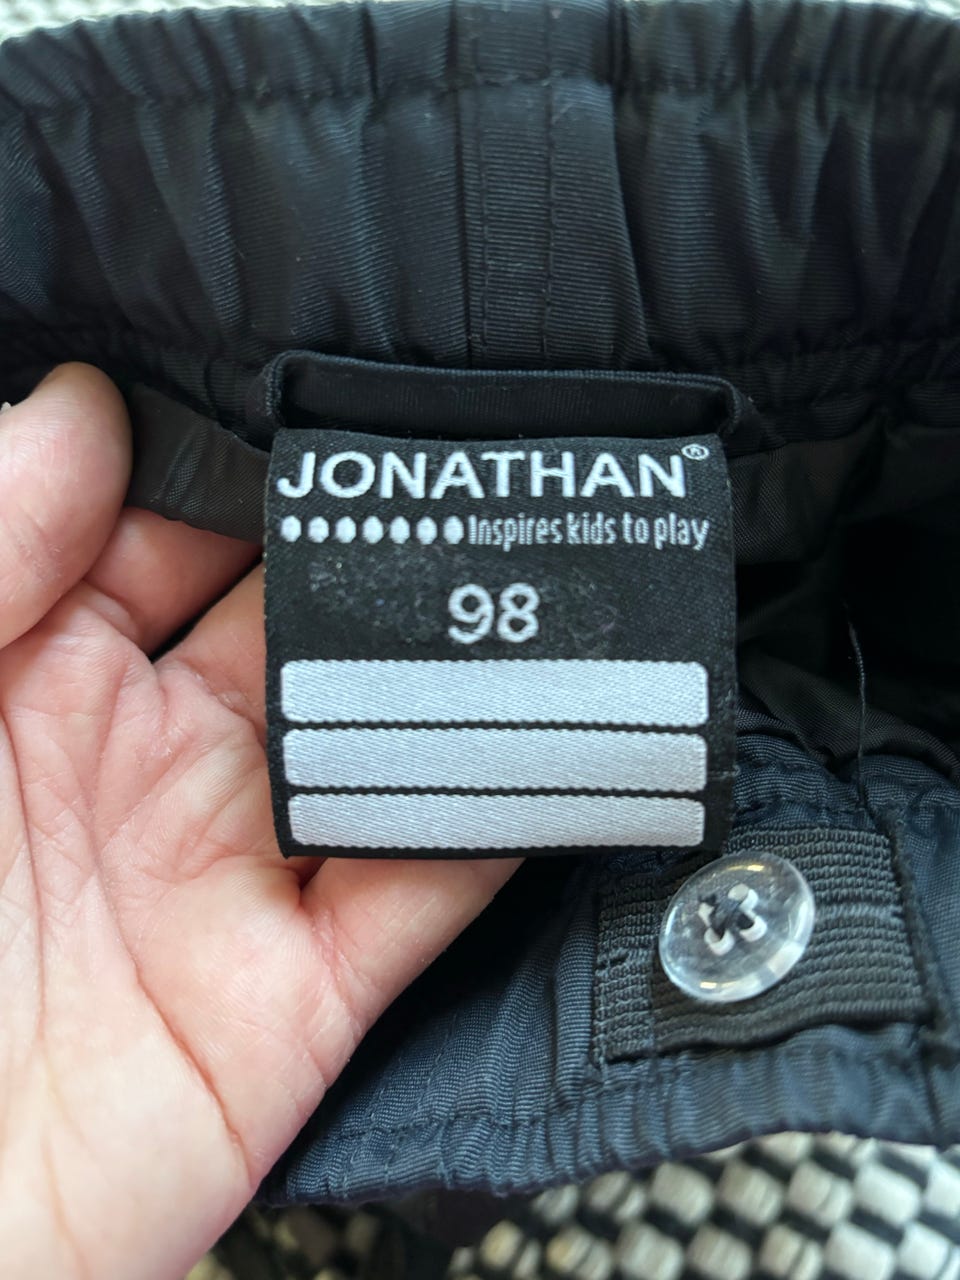 JONATHAN®
Inspires kids to play
98